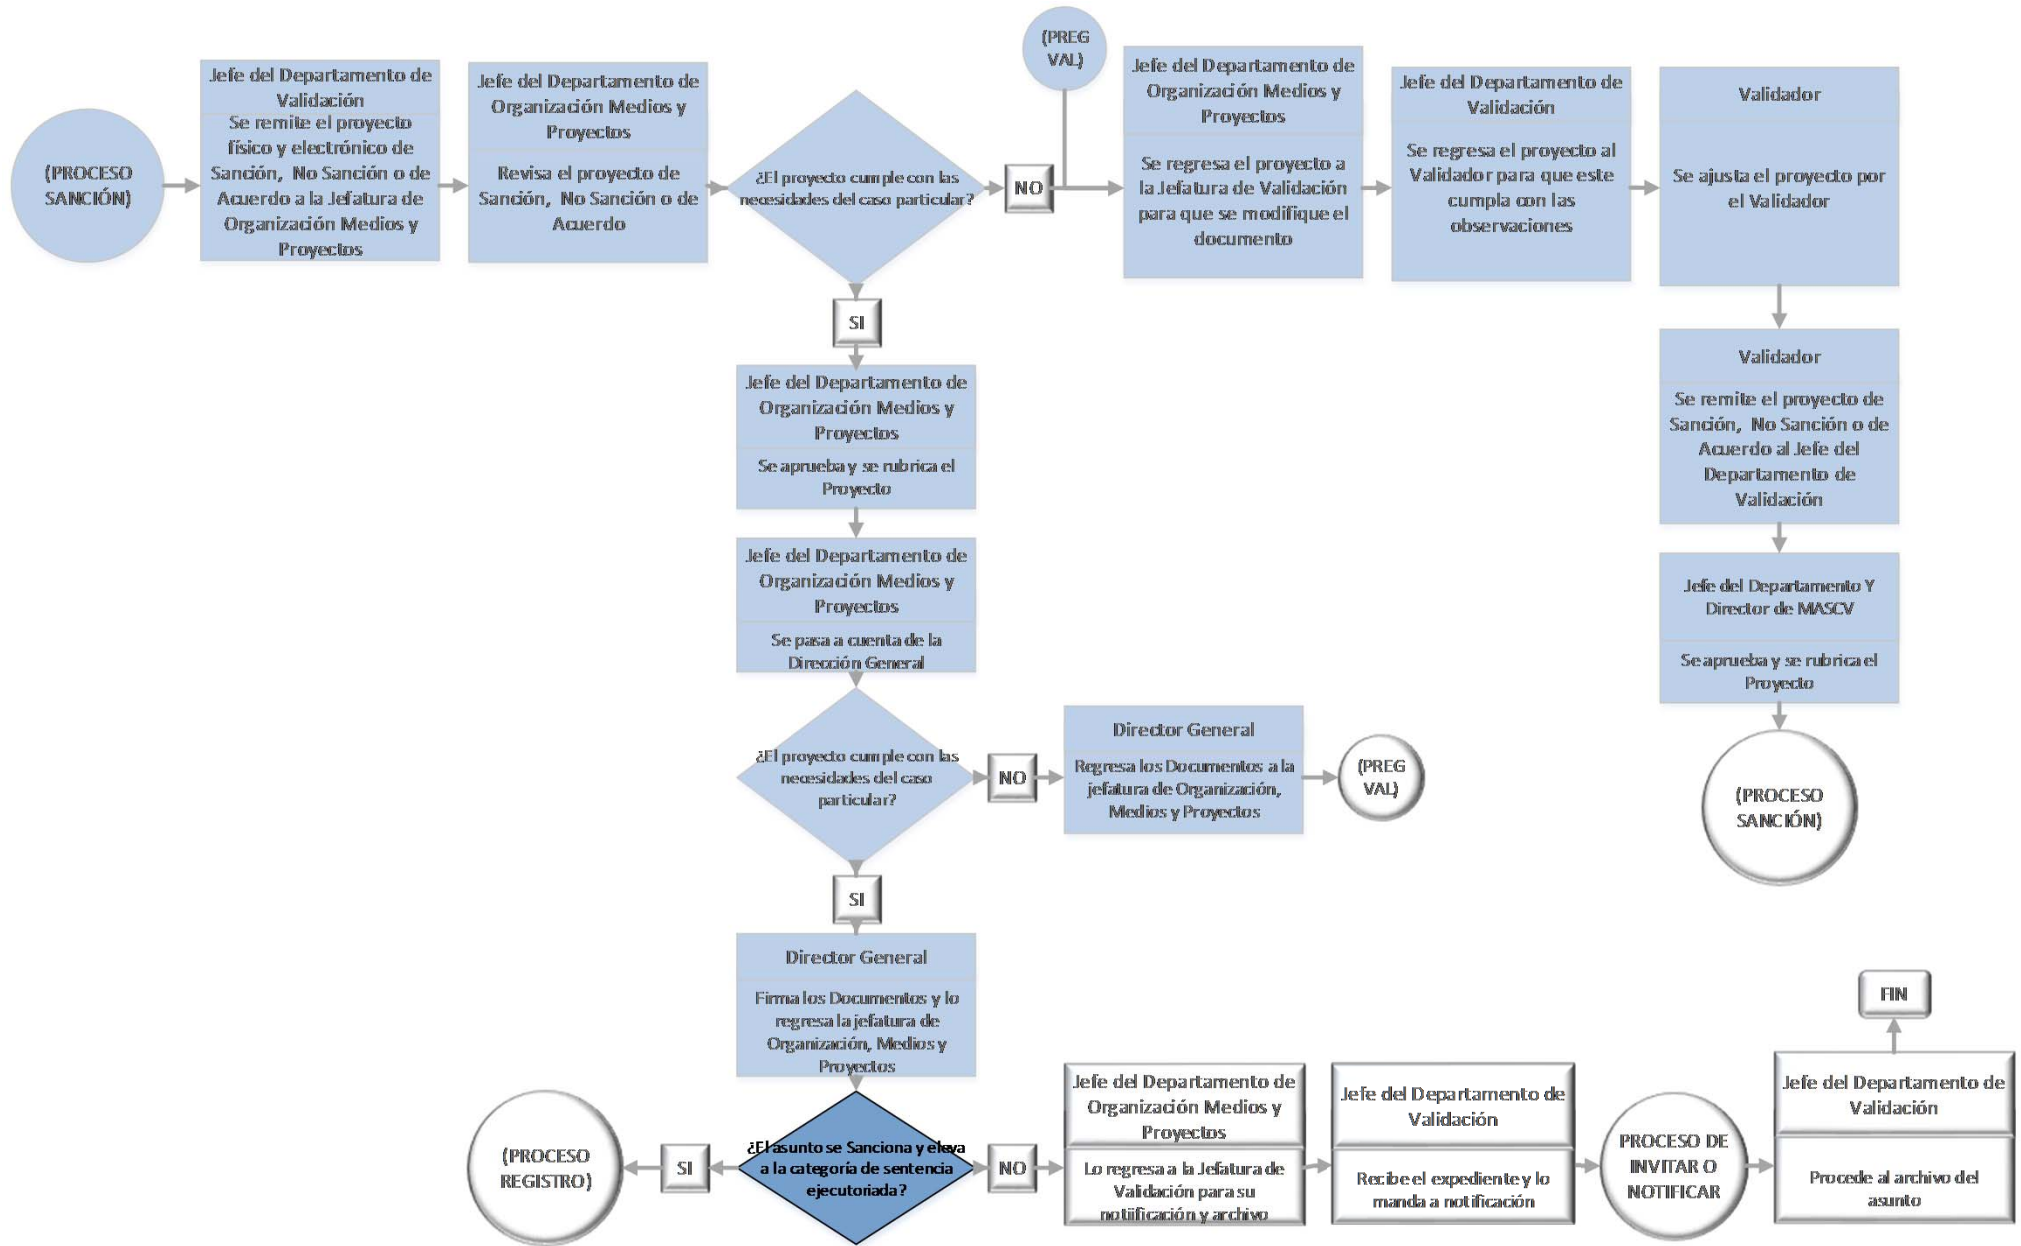 (PROCESO
SANCIÓN)
Jefe del Departamento de
Validación
Se remite el proyecto
físico y electrónico de
Sanción, No Sanción o de
Acuerdo a la Jefatura de
Organización Medios y
Proyectos
Jefe del Departamento de
Organización Medios y
Proyectos
Revisa el proyecto de
Sanción, No Sanción o de
Acuerdo
¿El proyecto cumple con las
necesidades del caso particular?
NO
(PREG
VAL)
Jefe del Departamento de
Organización Medios y
Proyectos
Se regresa el proyecto a
la Jefatura de Validación
para que se modifique el
documento
Jefe del Departamento de
Validación
Se regresa el proyecto al
Validador para que este
cumpla con las
observaciones
Validador
Se ajusta el proyecto por
el Validador
Validador
Se remite el proyecto de
Sanción, No Sanción o de
Acuerdo al Jefe del
Departamento de
Validación
Jefe del Departamento Y
Director de MASCV
Se aprueba y se rubrica el
Proyecto
(PROCESO
SANCIÓN)
SI
Jefe del Departamento de
Organización Medios y
Proyectos
Se aprueba y se rubrica el
Proyecto
Jefe del Departamento de
Organización Medios y
Proyectos
Se pasa a cuenta de la
Dirección General
¿El proyecto cumple con las
necesidades del caso
particular?
NO
Director General
Regresa los Documentos a la
jefatura de Organización,
Medios y Proyectos
(PREG
VAL)
SI
Director General
Firma los Documentos y lo
regresa la jefatura de
Organización, Medios y
Proyectos
¿El asunto se Sanciona y eleva
a la categoría de sentencia
ejecutoriada?
SI
(PROCESO
REGISTRO)
NO
Jefe del Departamento de
Organización Medios y
Proyectos
Lo regresa a la Jefatura de
Validación para su
notiificación y archivo
Jefe del Departamento de
Validación
Recibe el expediente y lo
manda a notificación
PROCESO DE
INVITAR O
NOTIFICAR
Jefe del Departamento de
Validación
Procede al archivo del
asunto
FIN